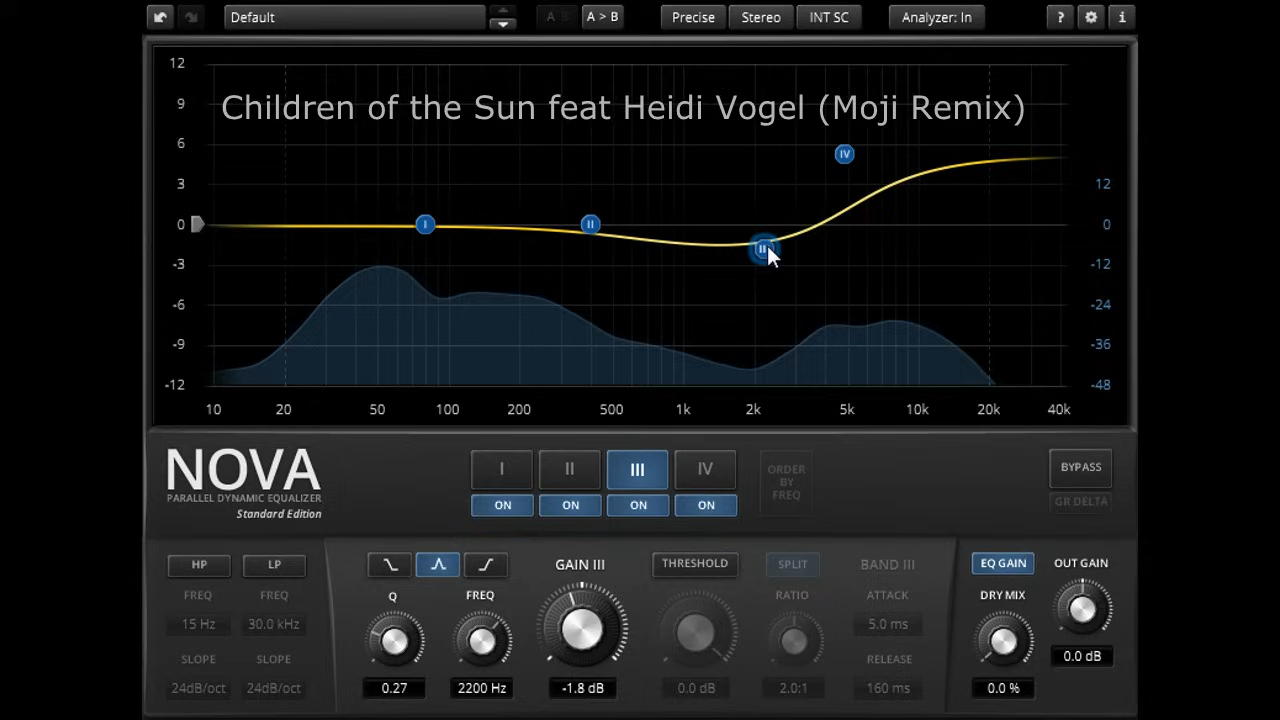 Default
A B
A > B
Precise
Stereo
INT SC
Analyzer: In
?
i
12
9
6
3
0
-3
-6
-9
-12
Children of the Sun feat Heidi Vogel (Moji Remix)
I
II
III
IV
12
0
-12
-24
-36
-48
10 20 50 100 200 500 1k 2k 5k 10k 20k 40k
NOVA
PARALLEL DYNAMIC EQUALIZER
Standard Edition
I II III IV
ON ON ON ON
ORDER
BY
FREQ
BYPASS
GR DELTA
HP LP
FREQ FREQ
15 Hz 30.0 kHz
SLOPE SLOPE
24dB/oct 24dB/oct
Q FREQ
0.27 2200 Hz
GAIN III
-1.8 dB
THRESHOLD
0.0 dB
SPLIT
RATIO
2.0:1
BAND III
ATTACK
5.0 ms
RELEASE
160 ms
EQ GAIN
DRY MIX
0.0 %
OUT GAIN
0.0 dB